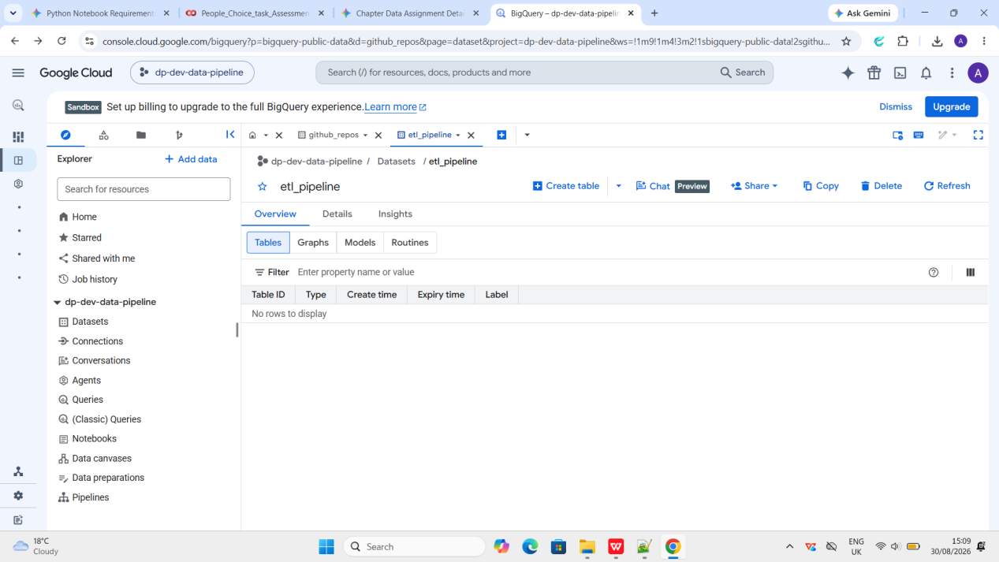 Python Notebook Requirement
People_Choice_task_Assessmen
Chapter Data Assignment Detai
BigQuery – dp-dev-data-pipelin
Ask Gemini
console.cloud.google.com/bigquery?p=bigquery-public-data&d=github_repos&page=dataset&project=dp-dev-data-pipeline&ws=!1m9!1m4!3m2!1sbigquery-public-data!2sgithu...
A
Google Cloud
dp-dev-data-pipeline
Search (/) for resources, docs, products and more
Search
A
Sandbox Set up billing to upgrade to the full BigQuery experience. Learn more
Dismiss
Upgrade
github_repos
etl_pipeline
Explorer
+ Add data
dp-dev-data-pipeline / Datasets / etl_pipeline
Search for resources
etl_pipeline
Create table
Chat Preview
Share
Copy
Delete
Refresh
Home
Starred
Shared with me
Job history
dp-dev-data-pipeline
Datasets
Connections
Conversations
Agents
Queries
(Classic) Queries
Notebooks
Data canvases
Data preparations
Pipelines
Overview
Details
Insights
Tables
Graphs
Models
Routines
Filter Enter property name or value
Table ID
Type
Create time
Expiry time
Label
No rows to display
18°C
Cloudy
Search
ENG
UK
15:09
30/08/2026